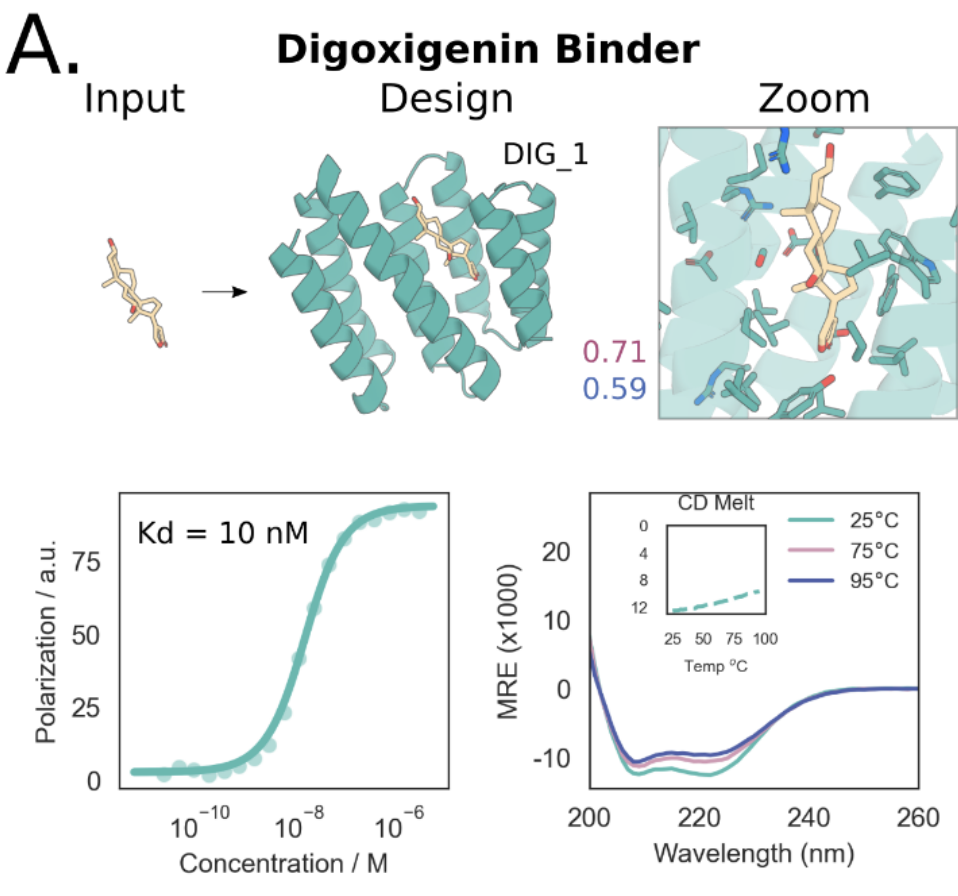 A.
Digoxigenin Binder
Input
Design
Zoom
DIG_1
0.71
0.59
Kd = 10 nM
75
50
25
0
Polarization / a.u.
10⁻¹⁰
10⁻⁸
10⁻⁶
Concentration / M
CD Melt
0
4
8
12
25
50
75
100
Temp °C
25°C
75°C
95°C
20
10
0
-10
MRE (x1000)
200
220
240
260
Wavelength (nm)